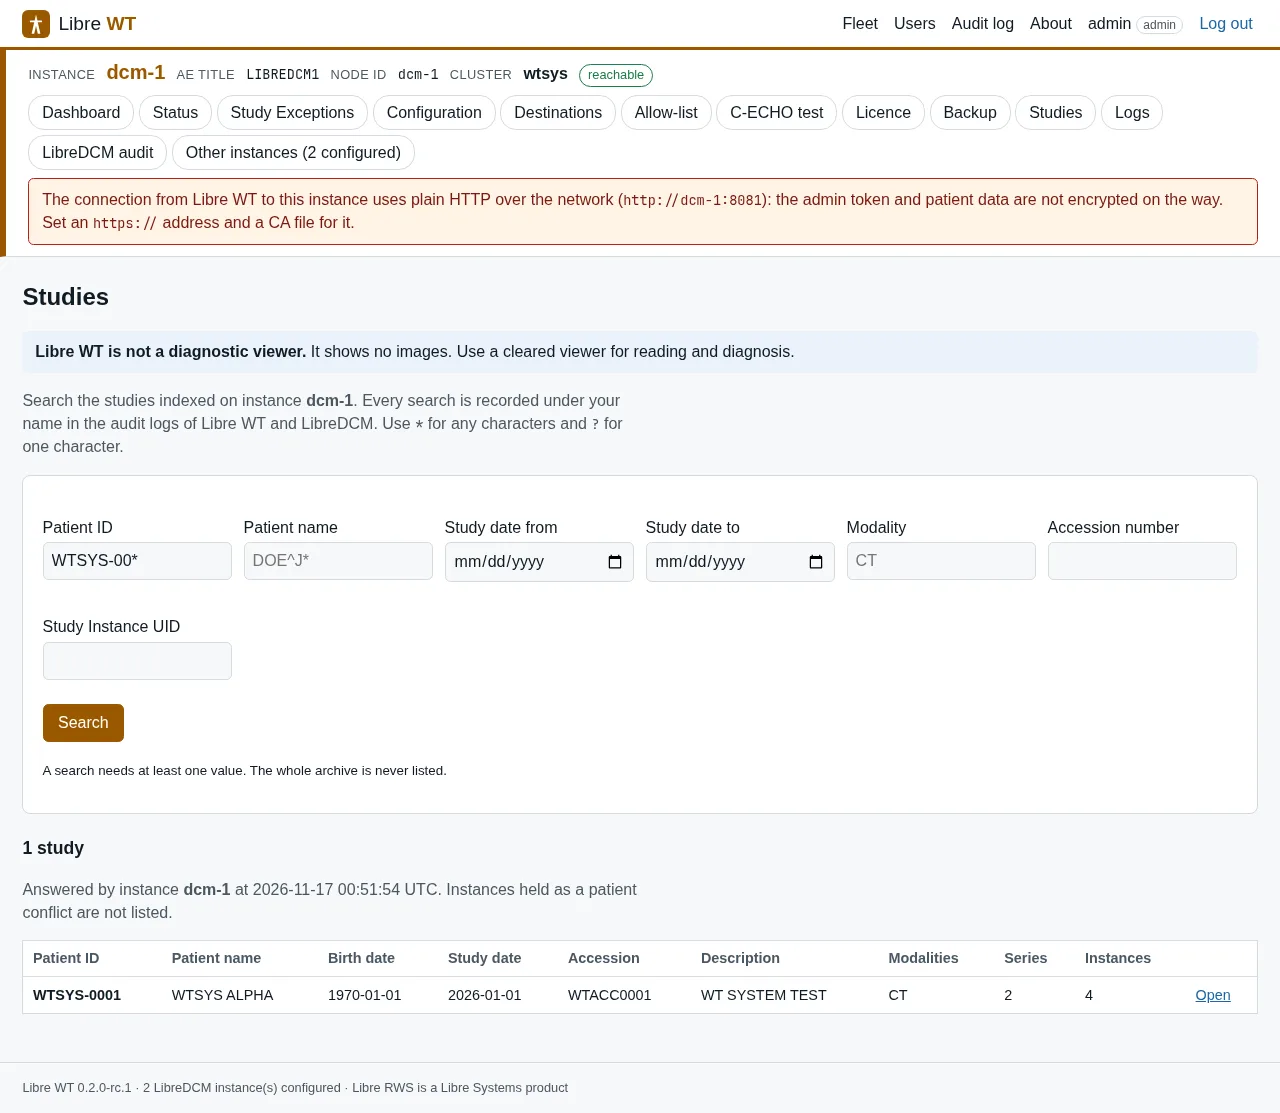 Libre WT
Fleet Users Audit log About admin admin Log out
INSTANCE dcm-1 AE TITLE LIBREDCM1 NODE ID dcm-1 CLUSTER wtsys reachable
Dashboard Status Study Exceptions Configuration Destinations Allow-list C-ECHO test Licence Backup Studies Logs
LibreDCM audit Other instances (2 configured)
The connection from Libre WT to this instance uses plain HTTP over the network (http://dcm-1:8081): the admin token and patient data are not encrypted on the way.
Set an https:// address and a CA file for it.
Studies
Libre WT is not a diagnostic viewer. It shows no images. Use a cleared viewer for reading and diagnosis.
Search the studies indexed on instance dcm-1. Every search is recorded under your
name in the audit logs of Libre WT and LibreDCM. Use * for any characters and ? for
one character.
Patient ID Patient name Study date from Study date to Modality Accession number
WTSYS-00* DOE^J* mm/dd/yyyy mm/dd/yyyy CT
Study Instance UID
Search
A search needs at least one value. The whole archive is never listed.
1 study
Answered by instance dcm-1 at 2026-11-17 00:51:54 UTC. Instances held as a patient
conflict are not listed.
Patient ID Patient name Birth date Study date Accession Description Modalities Series Instances
WTSYS-0001 WTSYS ALPHA 1970-01-01 2026-01-01 WTACC0001 WT SYSTEM TEST CT 2 4 Open
Libre WT 0.2.0-rc.1 · 2 LibreDCM instance(s) configured · Libre RWS is a Libre Systems product